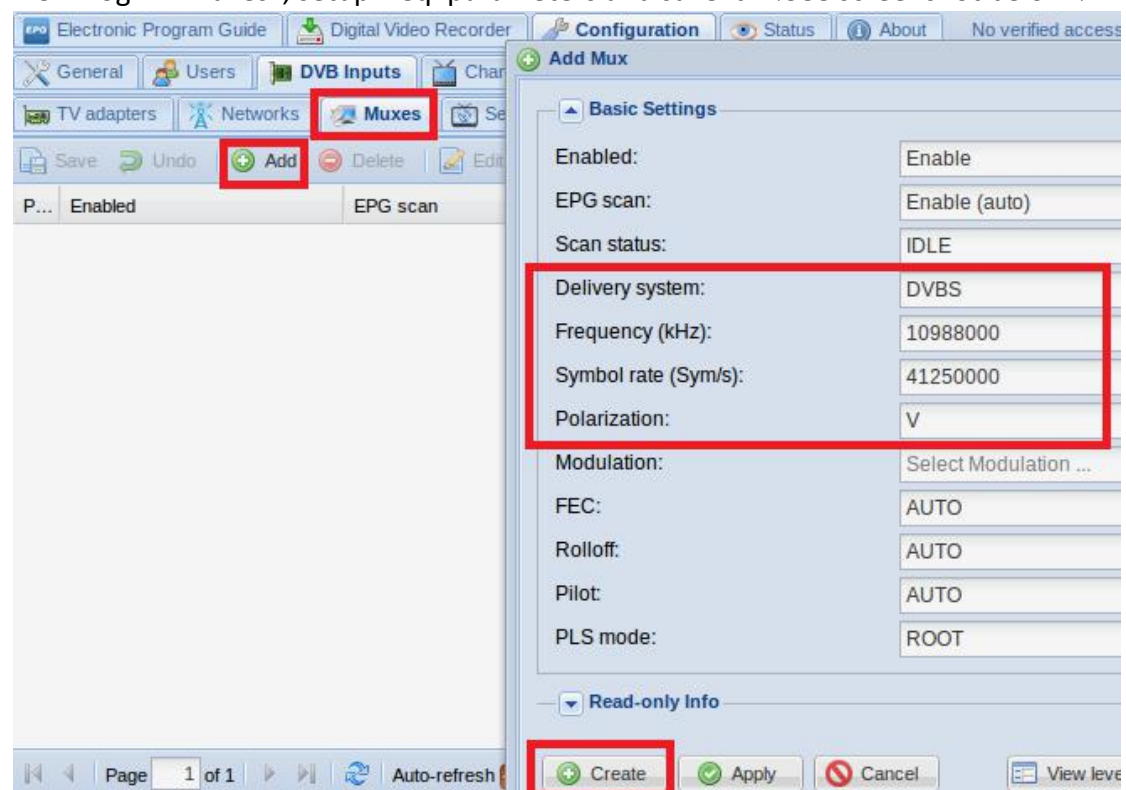 Electronic Program Guide Digital Video Recorder Configuration Status About No verified access
General Users DVB Inputs Chan
TV adapters Networks Muxes Se
Save Undo Add Delete Edit
P... Enabled EPG scan
Add Mux
Basic Settings
Enabled: Enable
EPG scan: Enable (auto)
Scan status: IDLE
Delivery system: DVBS
Frequency (kHz): 10988000
Symbol rate (Sym/s): 41250000
Polarization: V
Modulation: Select Modulation ...
FEC: AUTO
Rolloff: AUTO
Pilot: AUTO
PLS mode: ROOT
Read-only Info
Create Apply Cancel View leve
Page 1 of 1 Auto-refresh